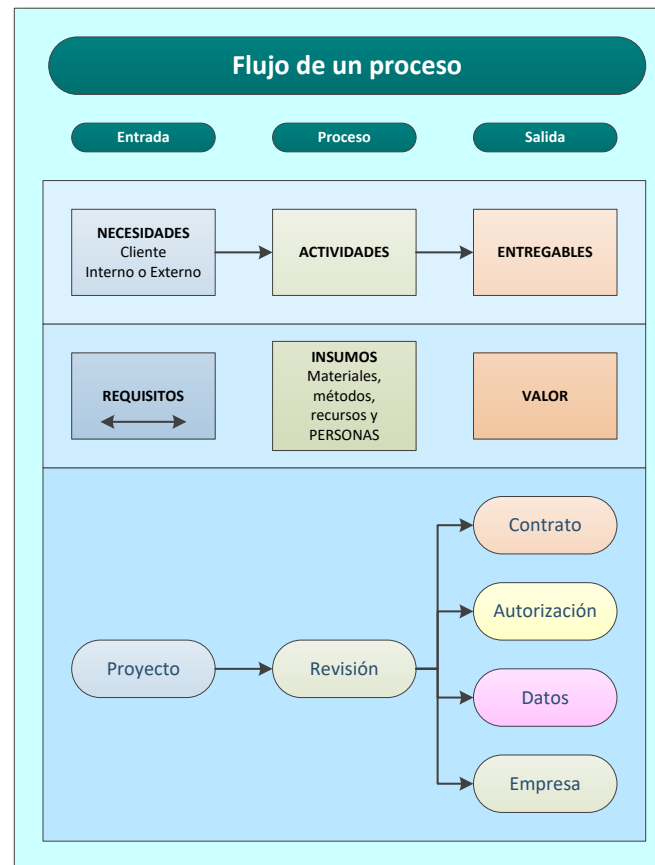 Flujo de un proceso
Entrada
Proceso
Salida
NECESIDADES
Cliente
Interno o Externo
ACTIVIDADES
ENTREGABLES
REQUISITOS
INSUMOS
Materiales,
métodos,
recursos y
PERSONAS
VALOR
Proyecto
Revisión
Contrato
Autorización
Datos
Empresa